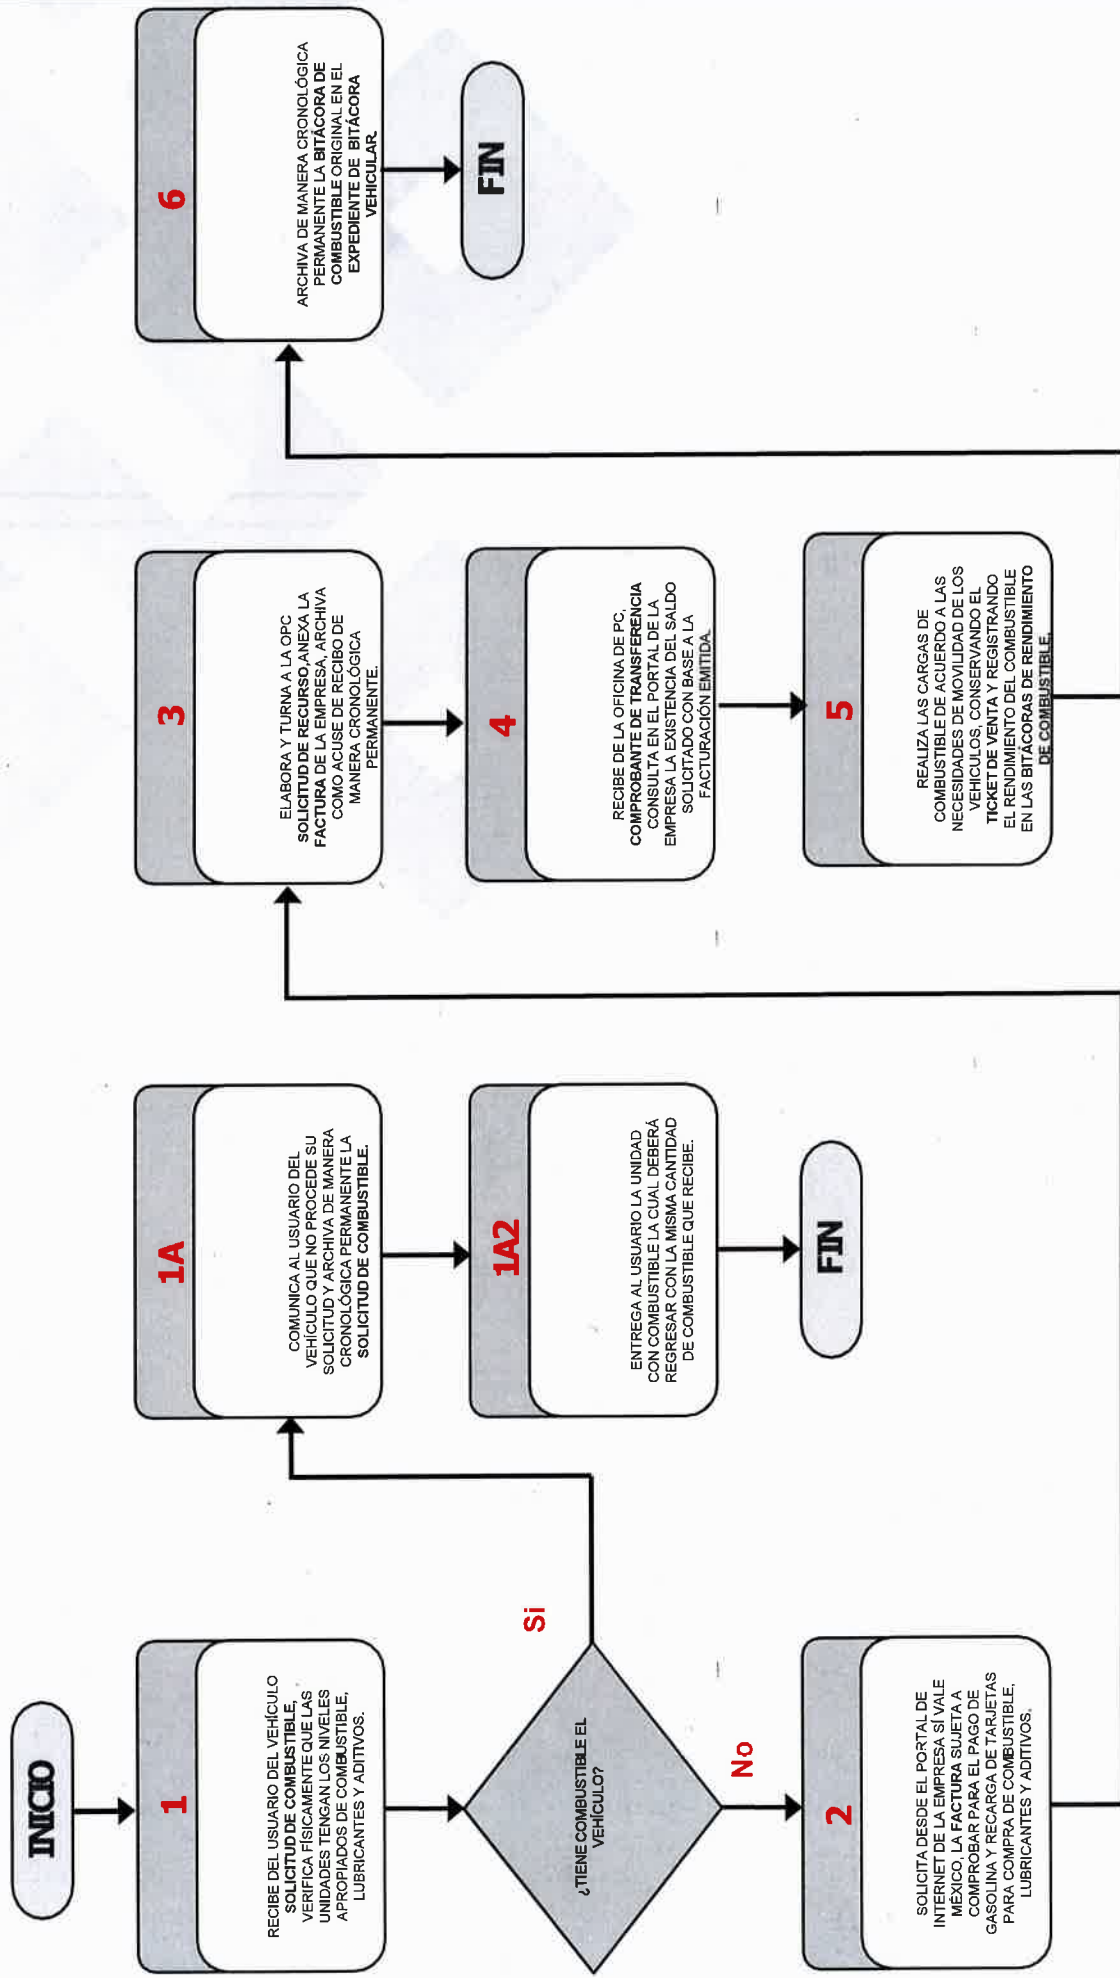 INICIO
1
RECIBE DEL USUARIO DEL VEHÍCULO
SOLICITUD DE COMBUSTIBLE,
VERIFICA FÍSICAMENTE QUE LAS
UNIDADES TENGAN LOS NIVELES
APROPIADOS DE COMBUSTIBLE,
LUBRICANTES Y ADITIVOS.
¿TIENE COMBUSTIBLE EL
VEHÍCULO?
Si
No
2
SOLICITA DESDE EL PORTAL DE
INTERNET DE LA EMPRESA SÍ VALE
MÉXICO, LA FACTURA SUJETA A
COMPROBAR PARA EL PAGO DE
GASOLINA Y RECARGA DE TARJETAS
PARA COMPRA DE COMBUSTIBLE,
LUBRICANTES Y ADITIVOS.
1A
COMUNICA AL USUARIO DEL
VEHÍCULO QUE NO PROCEDE SU
SOLICITUD Y ARCHIVA DE MANERA
CRONOLÓGICA PERMANENTE LA
SOLICITUD DE COMBUSTIBLE.
1A2
ENTREGA AL USUARIO LA UNIDAD
CON COMBUSTIBLE LA CUAL DEBERÁ
REGRESAR CON LA MISMA CANTIDAD
DE COMBUSTIBLE QUE RECIBE.
FIN
3
ELABORA Y TURNA A LA OPC
SOLICITUD DE RECURSO,ANEXA LA
FACTURA DE LA EMPRESA, ARCHIVA
COMO ACUSE DE RECIBO DE
MANERA CRONOLÓGICA
PERMANENTE.
4
RECIBE DE LA OFICINA DE PC,
COMPROBANTE DE TRANSFERENCIA
CONSULTA EN EL PORTAL DE LA
EMPRESA LA EXISTENCIA DEL SALDO
SOLICITADO CON BASE A LA
FACTURACIÓN EMITIDA.
5
REALIZA LAS CARGAS DE
COMBUSTIBLE DE ACUERDO A LAS
NECESIDADES DE MOVILIDAD DE LOS
VEHICULOS, CONSERVANDO EL
TICKET DE VENTA Y REGISTRANDO
EL RENDIMIENTO DEL COMBUSTIBLE
EN LAS BITÁCORAS DE RENDIMIENTO
DE COMBUSTIBLE.
6
ARCHIVA DE MANERA CRONOLÓGICA
PERMANENTE LA BITÁCORA DE
COMBUSTIBLE ORIGINAL EN EL
EXPEDIENTE DE BITÁCORA
VEHICULAR.
FIN